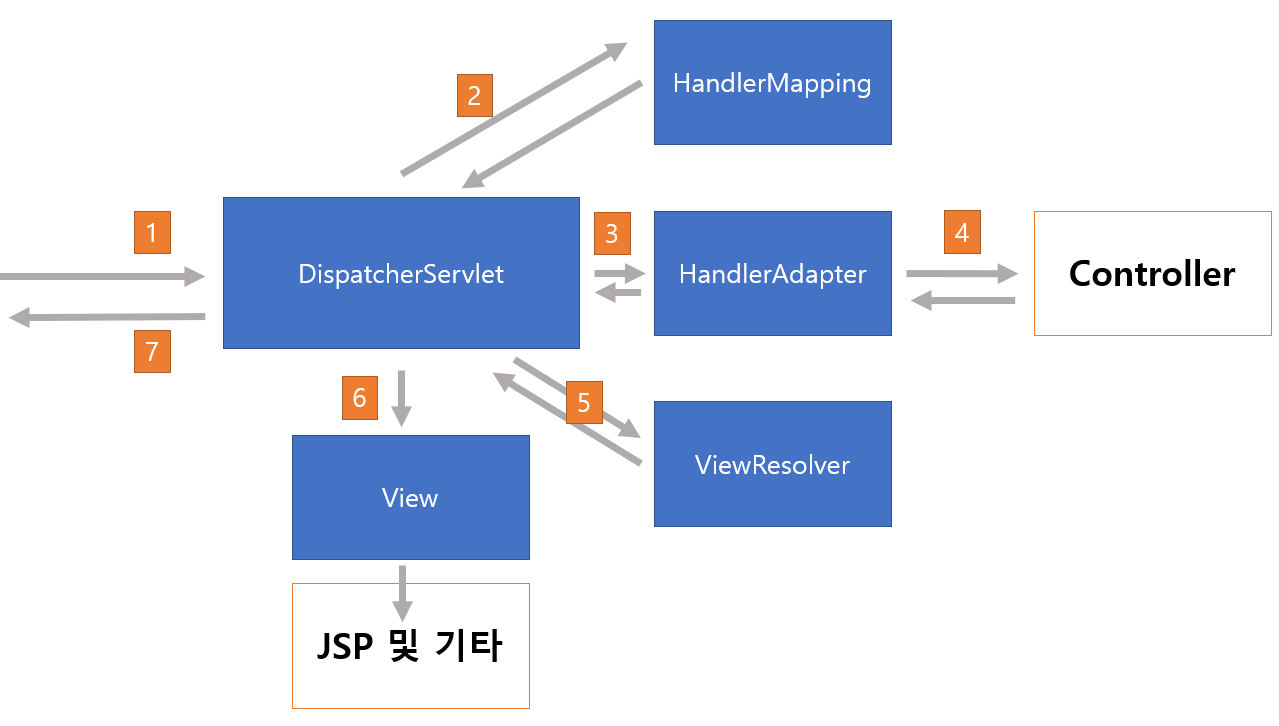 2
HandlerMapping
1
DispatcherServlet
3
HandlerAdapter
4
Controller
7
6
5
View
ViewResolver
JSP 및 기타